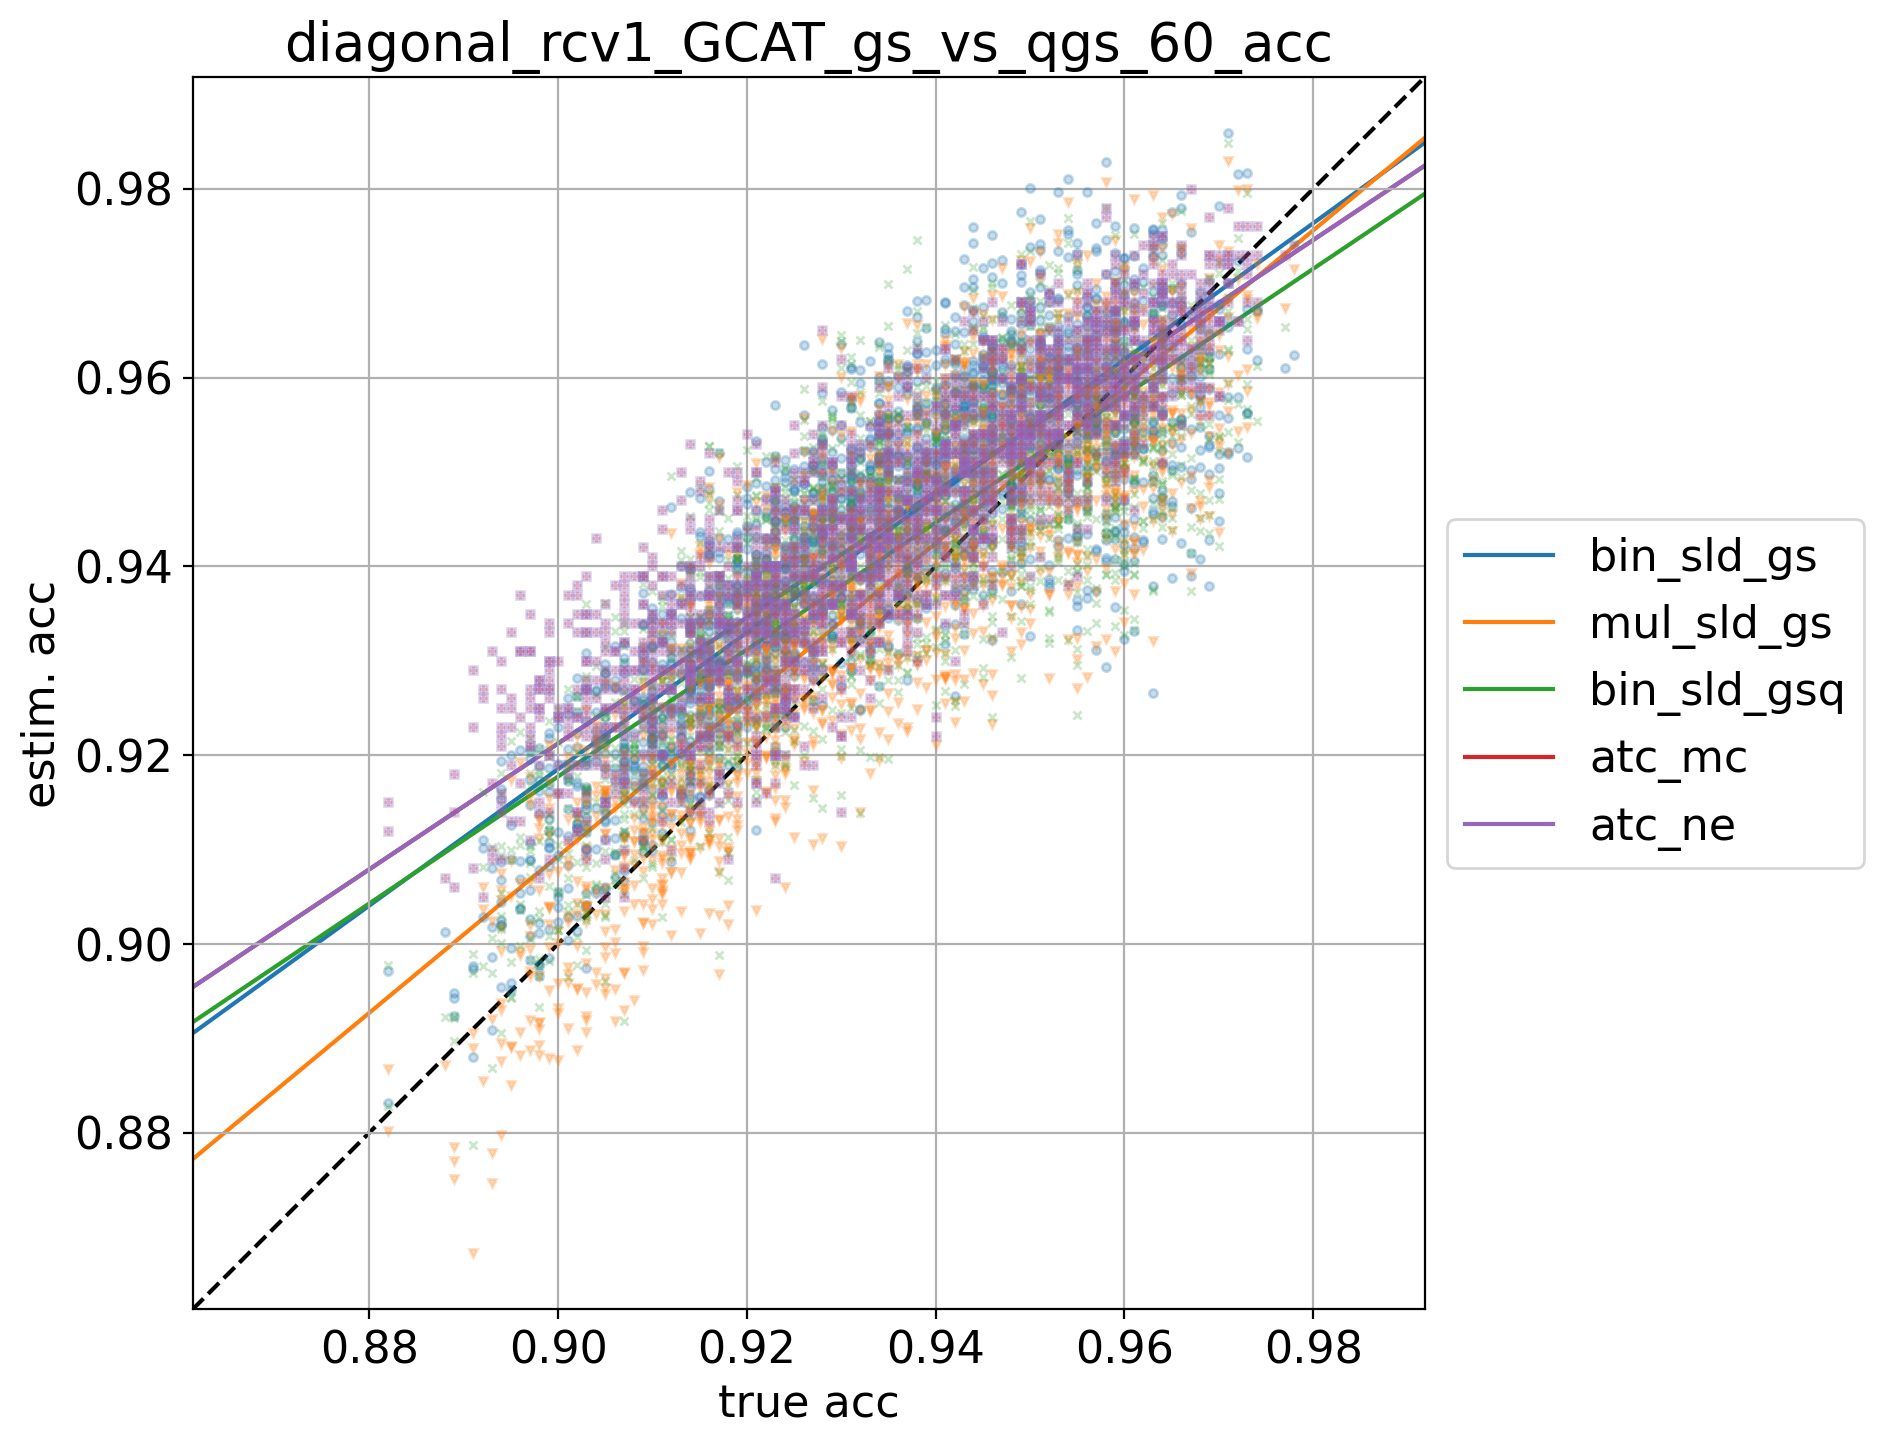 diagonal_rcv1_GCAT_gs_vs_qgs_60_acc
0.98
0.96
0.94
0.92
0.90
0.88
estim. acc
0.88 0.90 0.92 0.94 0.96 0.98
true acc
bin_sld_gs
mul_sld_gs
bin_sld_gsq
atc_mc
atc_ne